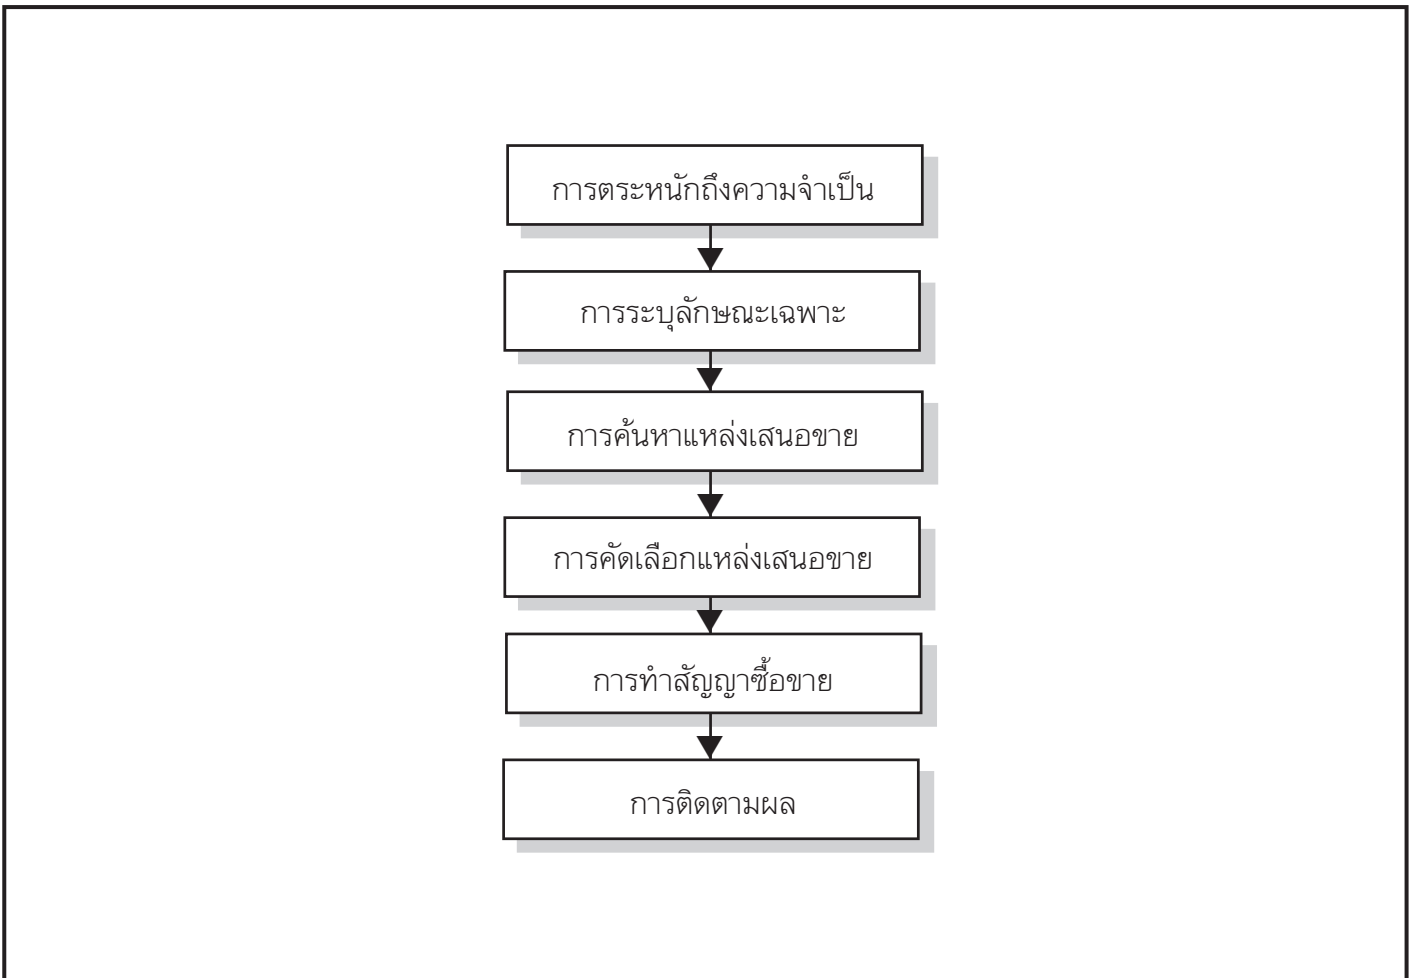 การตระหนักถึงความจำเป็น
การระบุลักษณะเฉพาะ
การค้นหาแหล่งเสนอขาย
การคัดเลือกแหล่งเสนอขาย
การทำสัญญาซื้อขาย
การติดตามผล